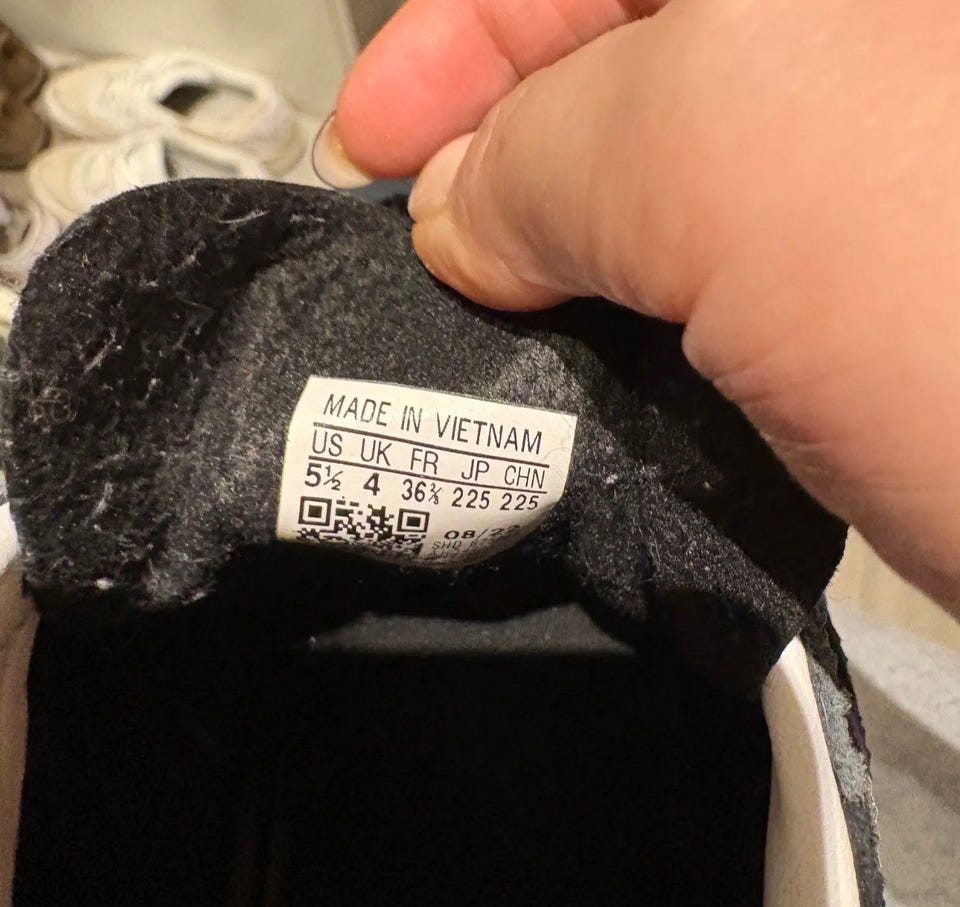 MADE IN VIETNAM
US UK FR JP CHN
5½ 4 36⅔ 225 225